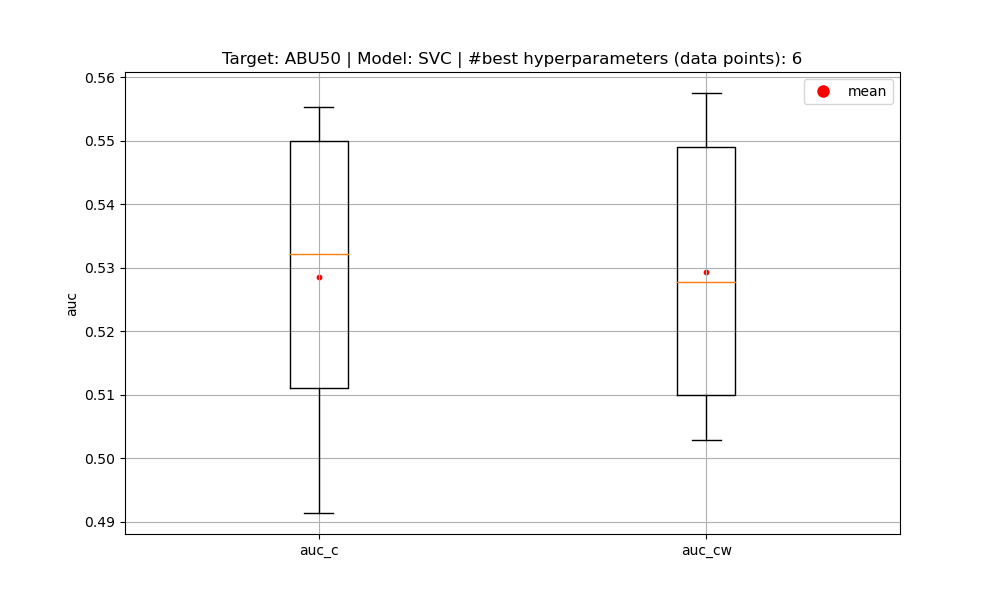 Target: ABU50 | Model: SVC | #best hyperparameters (data points): 6
mean
0.56
0.55
0.54
0.53
0.52
0.51
0.50
0.49
auc
auc_c
auc_cw